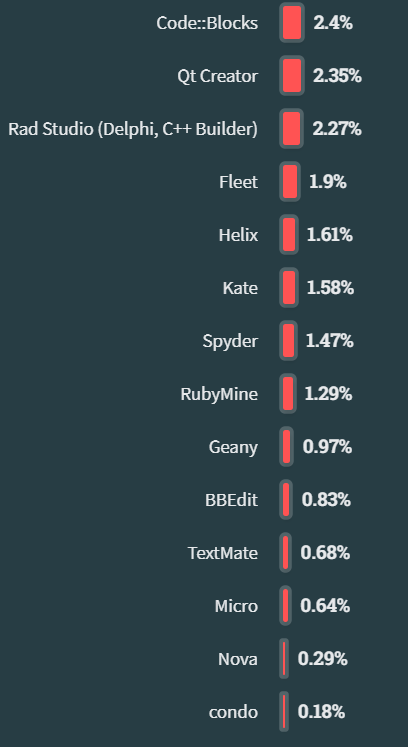 Code::Blocks 2.4%
Qt Creator 2.35%
Rad Studio (Delphi, C++ Builder) 2.27%
Fleet 1.9%
Helix 1.61%
Kate 1.58%
Spyder 1.47%
RubyMine 1.29%
Geany 0.97%
BBEdit 0.83%
TextMate 0.68%
Micro 0.64%
Nova 0.29%
condo 0.18%